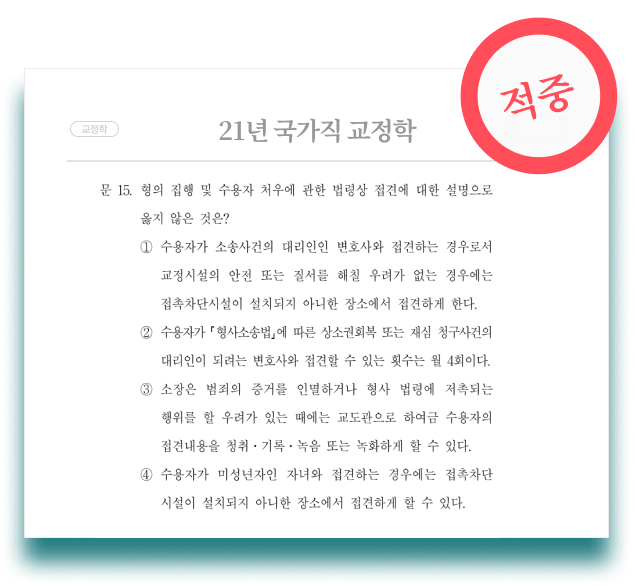 적중
교정학
21년 국가직 교정학
문 15. 형의 집행 및 수용자 처우에 관한 법령상 접견에 대한 설명으로
옳지 않은 것은?
① 수용자가 소송사건의 대리인인 변호사와 접견하는 경우로서
교정시설의 안전 또는 질서를 해칠 우려가 없는 경우에는
접촉차단시설이 설치되지 아니한 장소에서 접견하게 한다.
② 수용자가 「형사소송법」에 따른 상소권회복 또는 재심 청구사건의
대리인이 되려는 변호사와 접견할 수 있는 횟수는 월 4회이다.
③ 소장은 범죄의 증거를 인멸하거나 형사 법령에 저촉되는
행위를 할 우려가 있는 때에는 교도관으로 하여금 수용자의
접견내용을 청취·기록·녹음 또는 녹화하게 할 수 있다.
④ 수용자가 미성년자인 자녀와 접견하는 경우에는 접촉차단
시설이 설치되지 아니한 장소에서 접견하게 할 수 있다.